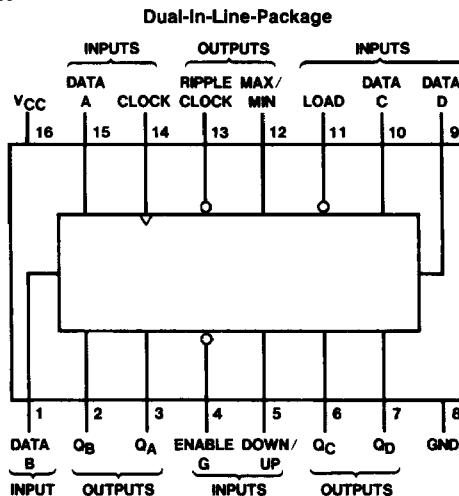 Dual-In-Line-Package
INPUTS OUTPUTS INPUTS
DATA RIPPLE MAX/ DATA DATA
VCC A CLOCK CLOCK MIN LOAD C D
16 15 14 13 12 11 10 9
1 2 3 4 5 6 7 8
DATA QB QA ENABLE DOWN/ QC QD GND
B G UP
INPUT OUTPUTS INPUTS OUTPUTS